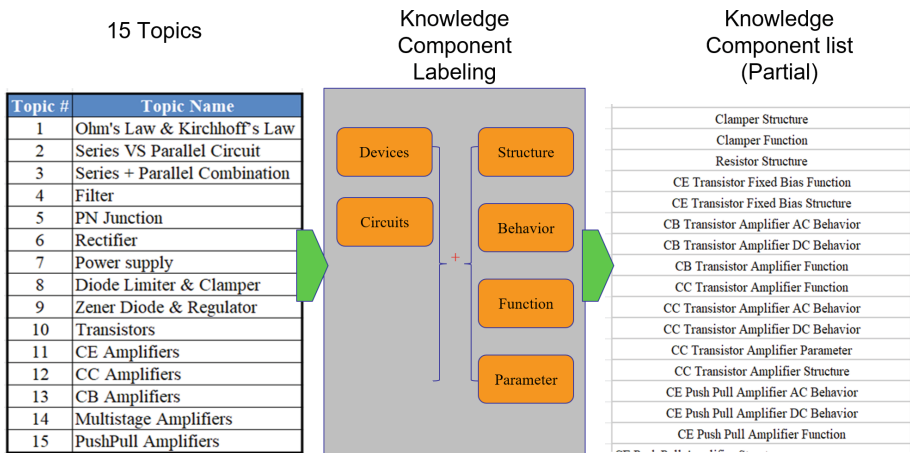 15 Topics
Knowledge
Component
Labeling
Knowledge
Component list
(Partial)
Topic # Topic Name
1 Ohm's Law & Kirchhoff's Law
2 Series VS Parallel Circuit
3 Series + Parallel Combination
4 Filter
5 PN Junction
6 Rectifier
7 Power supply
8 Diode Limiter & Clamper
9 Zener Diode & Regulator
10 Transistors
11 CE Amplifiers
12 CC Amplifiers
13 CB Amplifiers
14 Multistage Amplifiers
15 PushPull Amplifiers
Devices
Circuits
+
Structure
Behavior
Function
Parameter
Clamper Structure
Clamper Function
Resistor Structure
CE Transistor Fixed Bias Function
CE Transistor Fixed Bias Structure
CB Transistor Amplifier AC Behavior
CB Transistor Amplifier DC Behavior
CB Transistor Amplifier Function
CC Transistor Amplifier Function
CC Transistor Amplifier AC Behavior
CC Transistor Amplifier DC Behavior
CC Transistor Amplifier Parameter
CC Transistor Amplifier Structure
CE Push Pull Amplifier AC Behavior
CE Push Pull Amplifier DC Behavior
CE Push Pull Amplifier Function